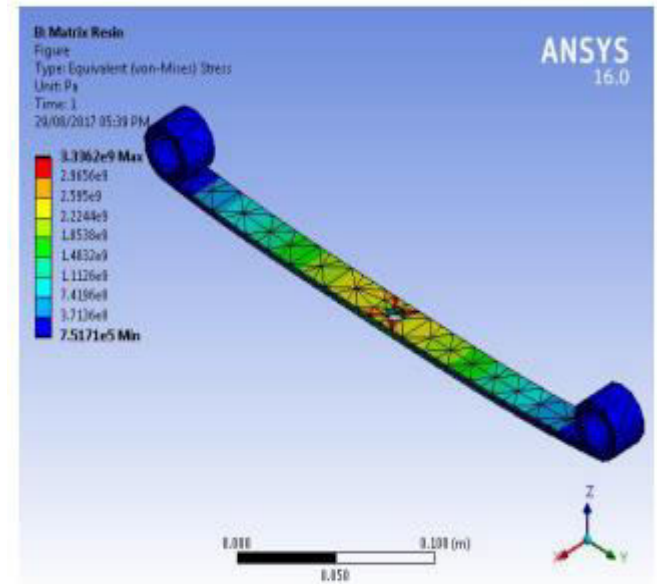 B: Matrix Resin
Figure
Type: Equivalent (von-Mises) Stress
Unit: Pa
Time: 1
29/08/2017 05:39 PM
ANSYS
16.0
3.3362e9 Max
2.9656e9
2.595e9
2.2244e9
1.8538e9
1.4832e9
1.1126e9
7.4196e8
3.7136e8
7.5171e5 Min
0.000
0.100 (m)
0.050
Z
X
Y